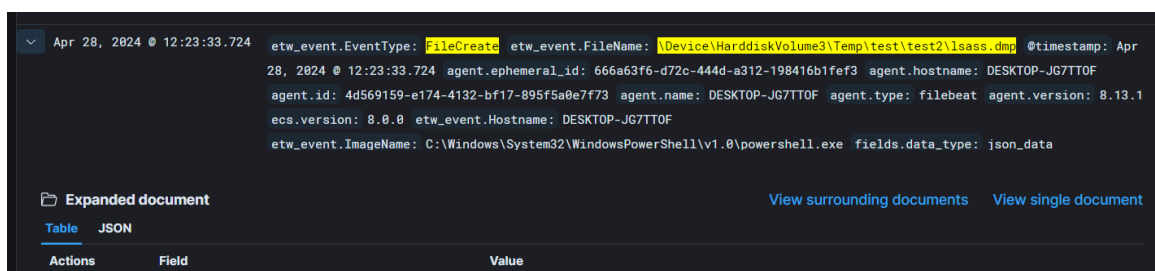 Apr 28, 2024 @ 12:23:33.724 etw_event.EventType: FileCreate etw_event.FileName: \Device\HarddiskVolume3\Temp\test\test2\lsass.dmp @timestamp: Apr
28, 2024 @ 12:23:33.724 agent.ephemeral_id: 666a63f6-d72c-444d-a312-198416b1fef3 agent.hostname: DESKTOP-JG7TTOF
agent.id: 4d569159-e174-4132-bf17-895f5a0e7f73 agent.name: DESKTOP-JG7TTOF agent.type: filebeat agent.version: 8.13.1
ecs.version: 8.0.0 etw_event.Hostname: DESKTOP-JG7TTOF
etw_event.ImageName: C:\Windows\System32\WindowsPowerShell\v1.0\powershell.exe fields.data_type: json_data
Expanded document View surrounding documents View single document
Table JSON
Actions Field Value